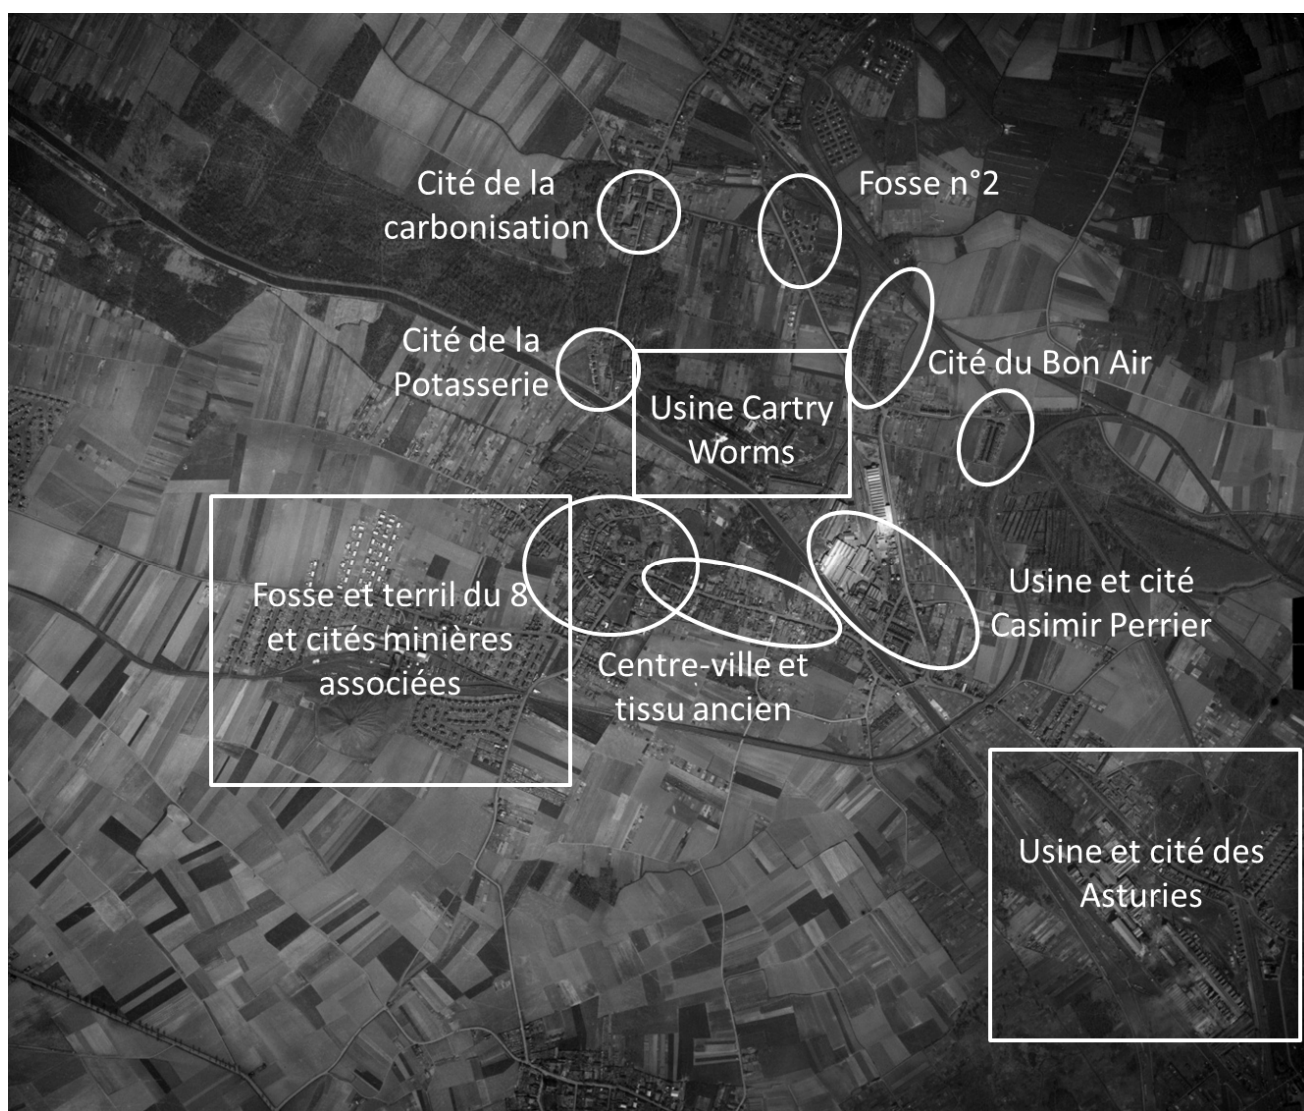 Cité de la
carbonisation
Fosse n°2
Cité de la
Potasserie
Cité du Bon Air
Usine Cartry
Worms
Fosse et terril du 8
et cités minières
associées
Usine et cité
Casimir Perrier
Centre-ville et
tissu ancien
Usine et cité des
Asturies